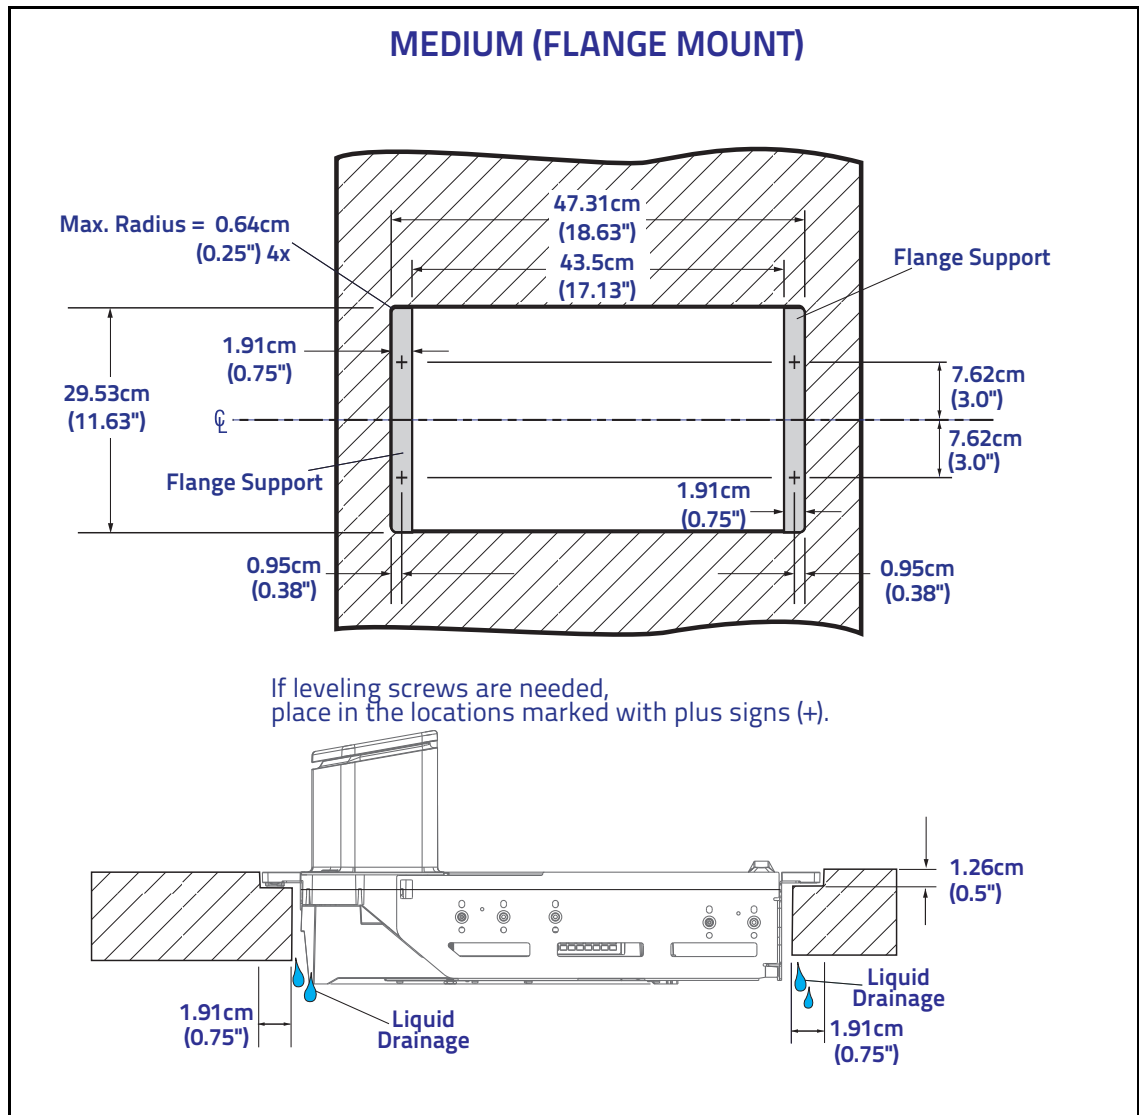 MEDIUM (FLANGE MOUNT)
47.31cm
(18.63")
Max. Radius = 0.64cm
(0.25") 4x
43.5cm
(17.13")
Flange Support
1.91cm
(0.75")
29.53cm
(11.63")
7.62cm
(3.0")
℄
7.62cm
(3.0")
Flange Support
1.91cm
(0.75")
0.95cm
(0.38")
0.95cm
(0.38")
If leveling screws are needed,
place in the locations marked with plus signs (+).
1.26cm
(0.5")
Liquid
Drainage
1.91cm
(0.75")
Liquid
Drainage
1.91cm
(0.75")